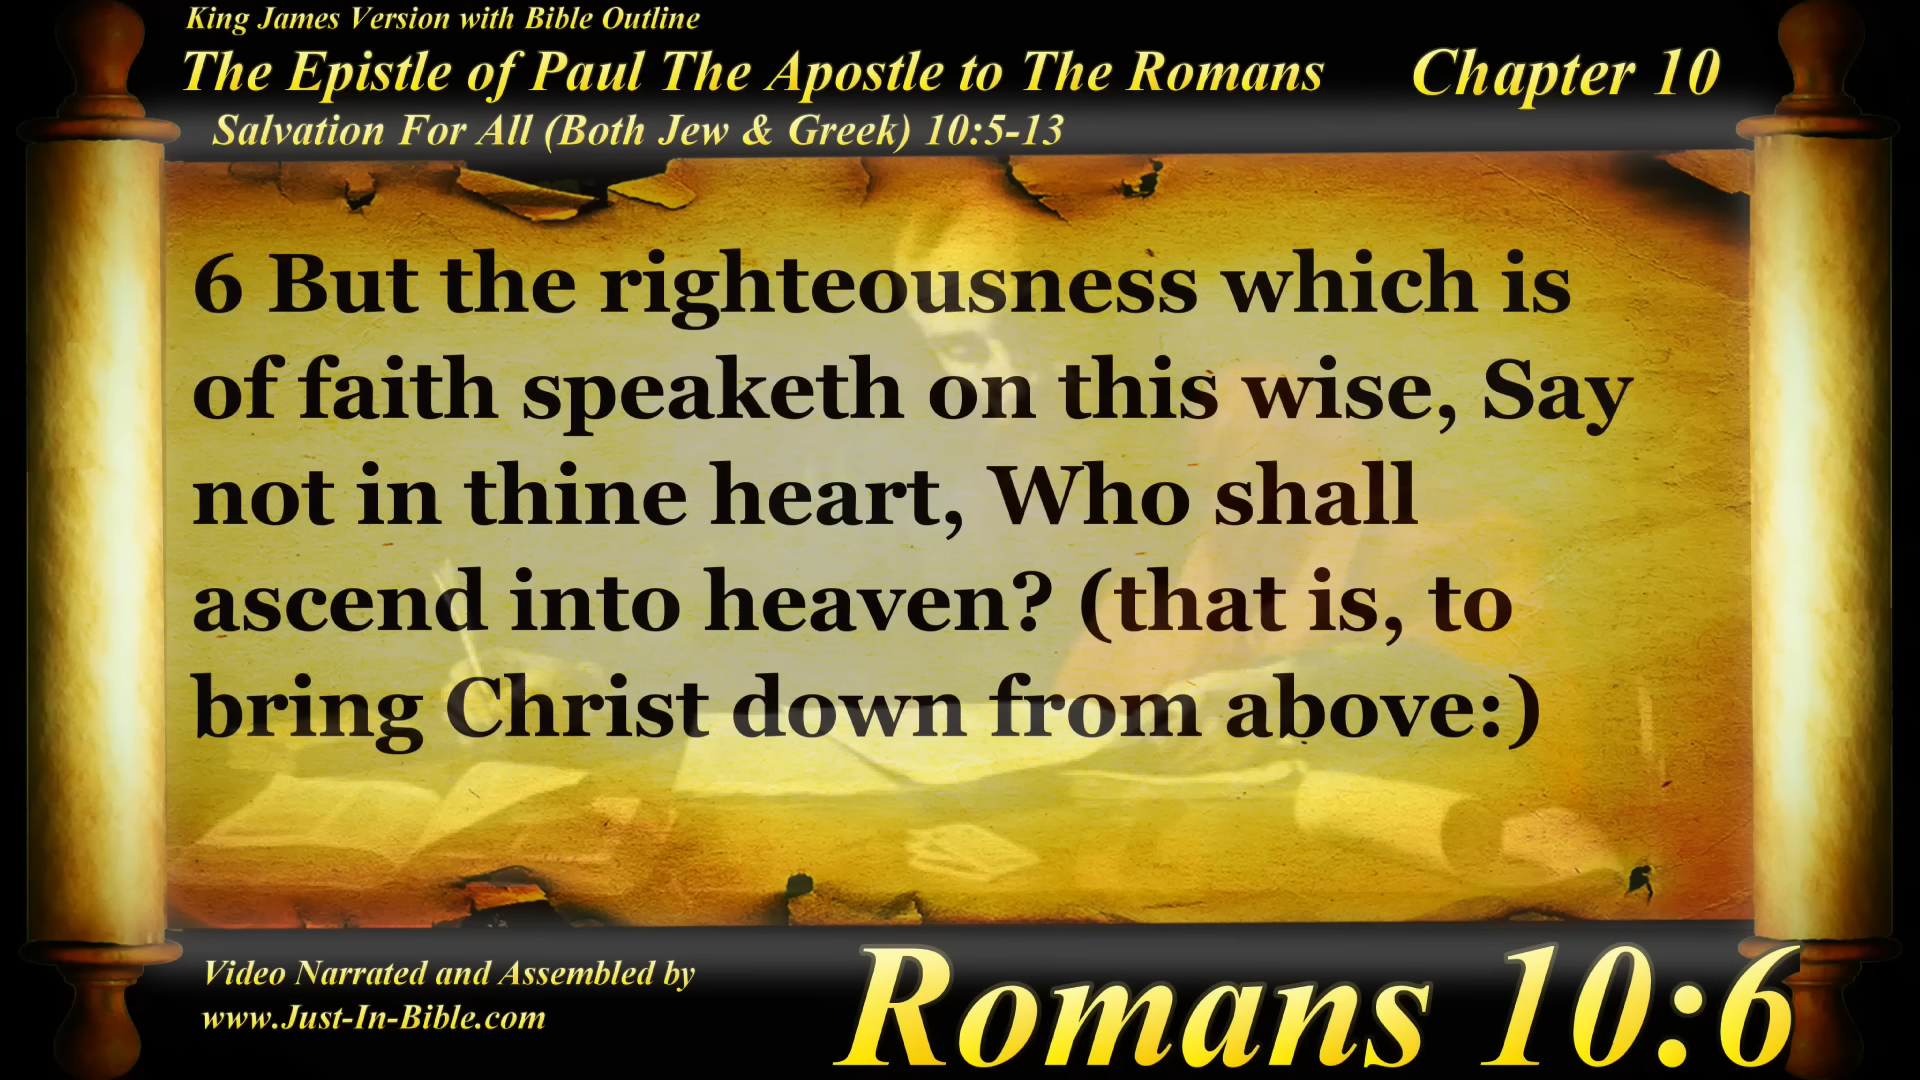 King James Version with Bible Outline
The Epistle of Paul The Apostle to The Romans
Chapter 10
Salvation For All (Both Jew & Greek) 10:5-13
6 But the righteousness which is
of faith speaketh on this wise, Say
not in thine heart, Who shall
ascend into heaven? (that is, to
bring Christ down from above:)
Video Narrated and Assembled by
www.Just-In-Bible.com
Romans 10:6